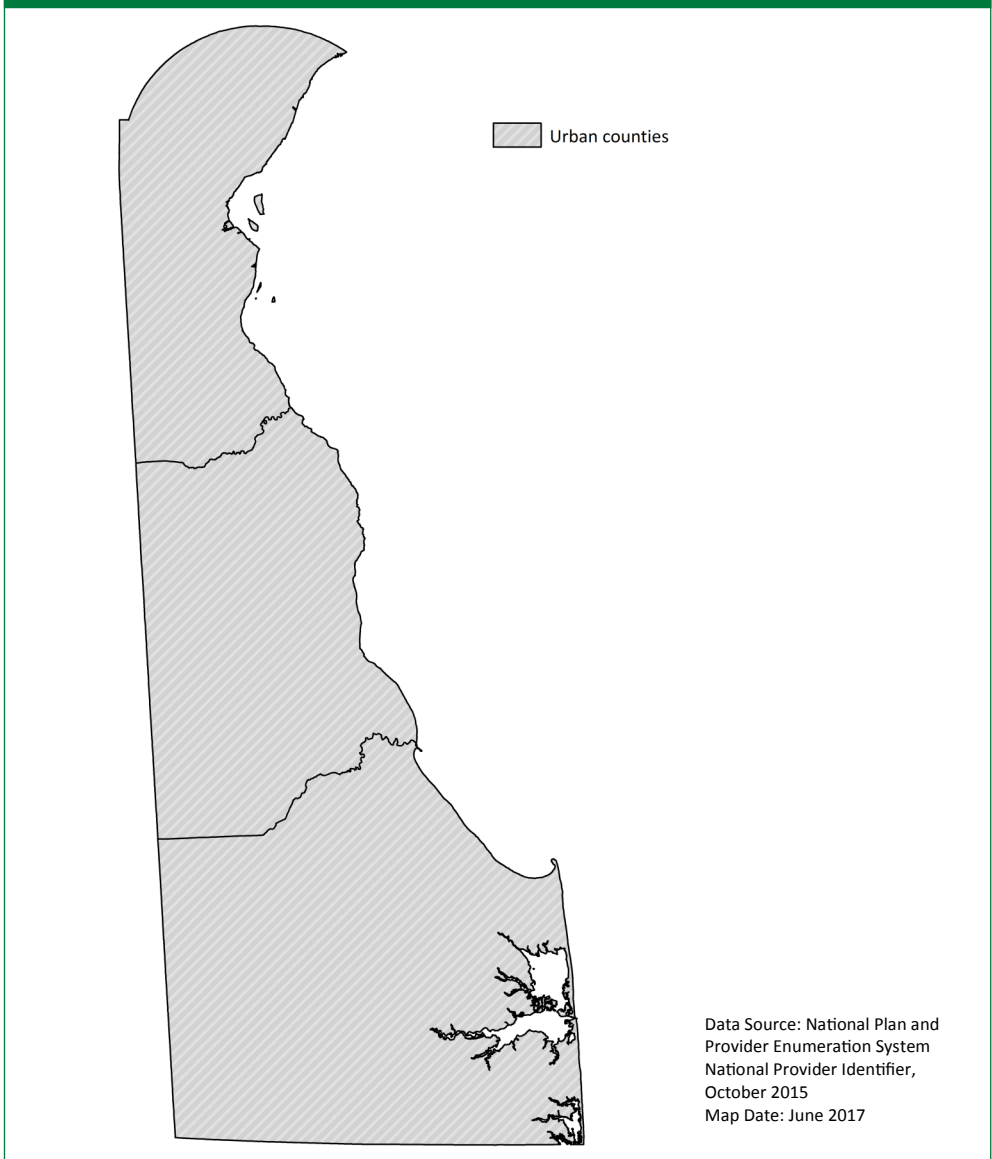 Urban counties
Data Source: National Plan and
Provider Enumeration System
National Provider Identifier,
October 2015
Map Date: June 2017